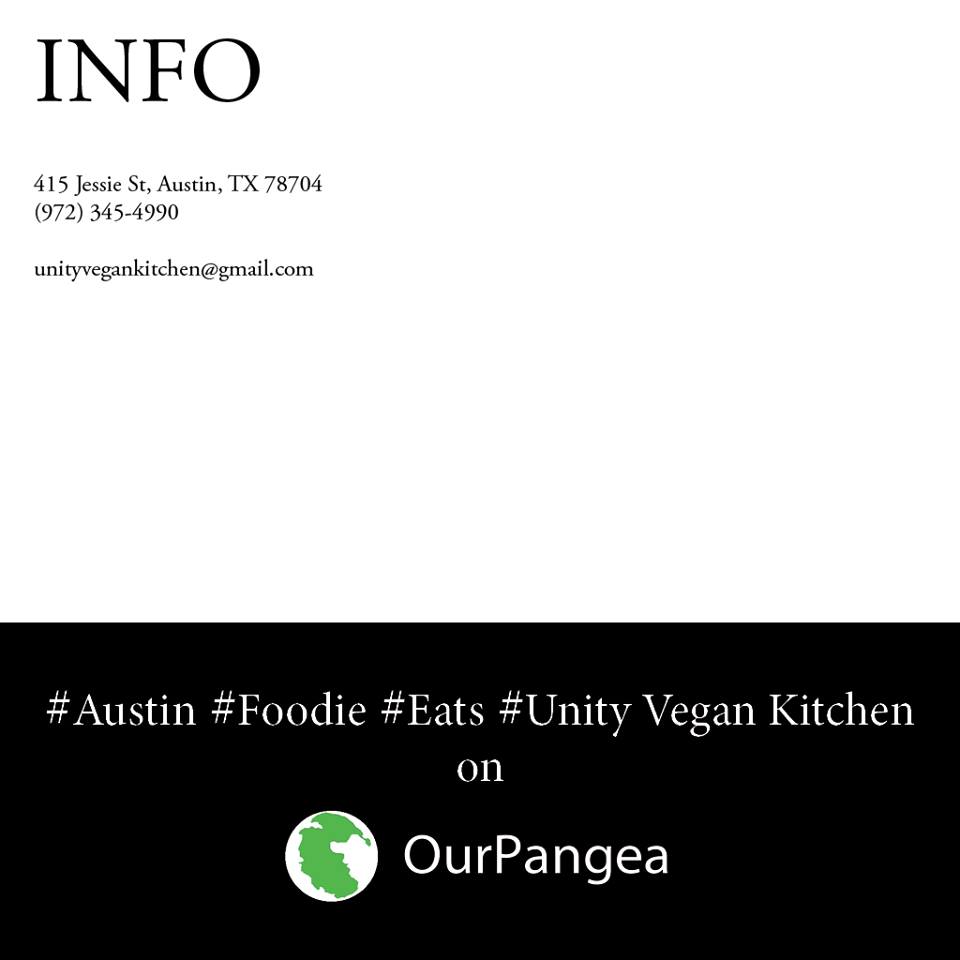 INFO
415 Jessie St, Austin, TX 78704
(972) 345-4990
unityvegankitchen@gmail.com
#Austin #Foodie #Eats #Unity Vegan Kitchen
on
OurPangea